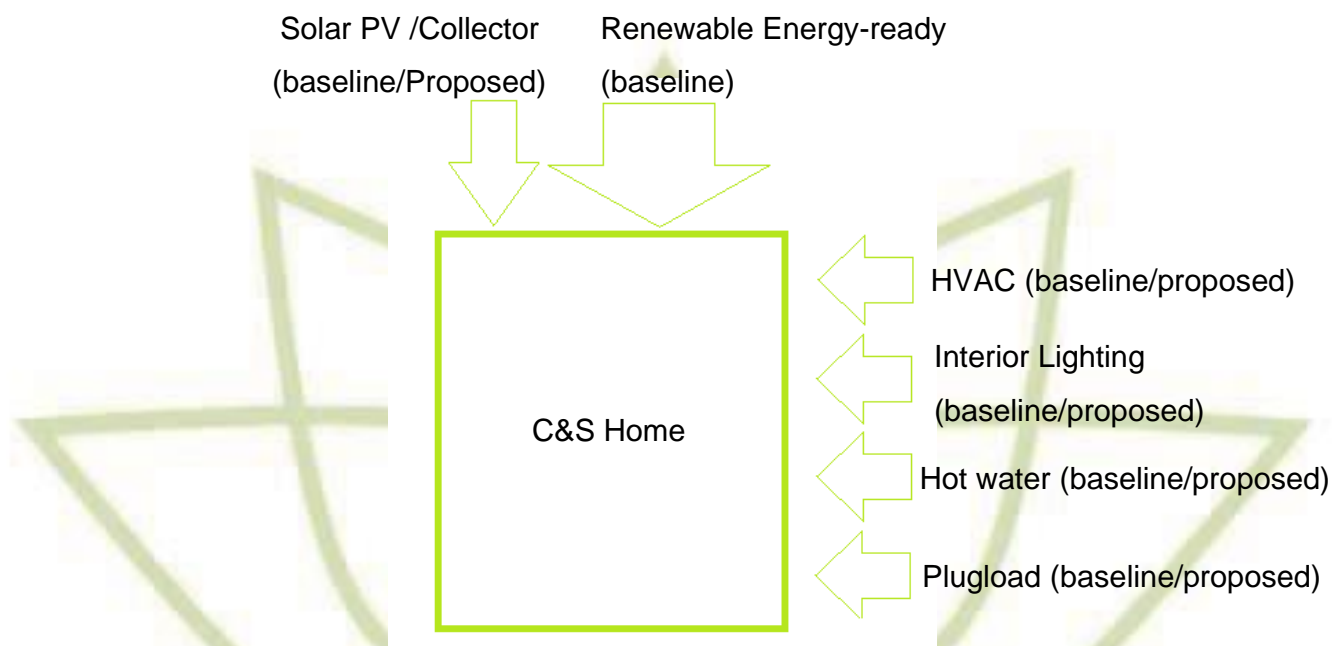 Solar PV /Collector
(baseline/Proposed)
Renewable Energy-ready
(baseline)
HVAC (baseline/proposed)
Interior Lighting
(baseline/proposed)
C&S Home
Hot water (baseline/proposed)
Plugload (baseline/proposed)